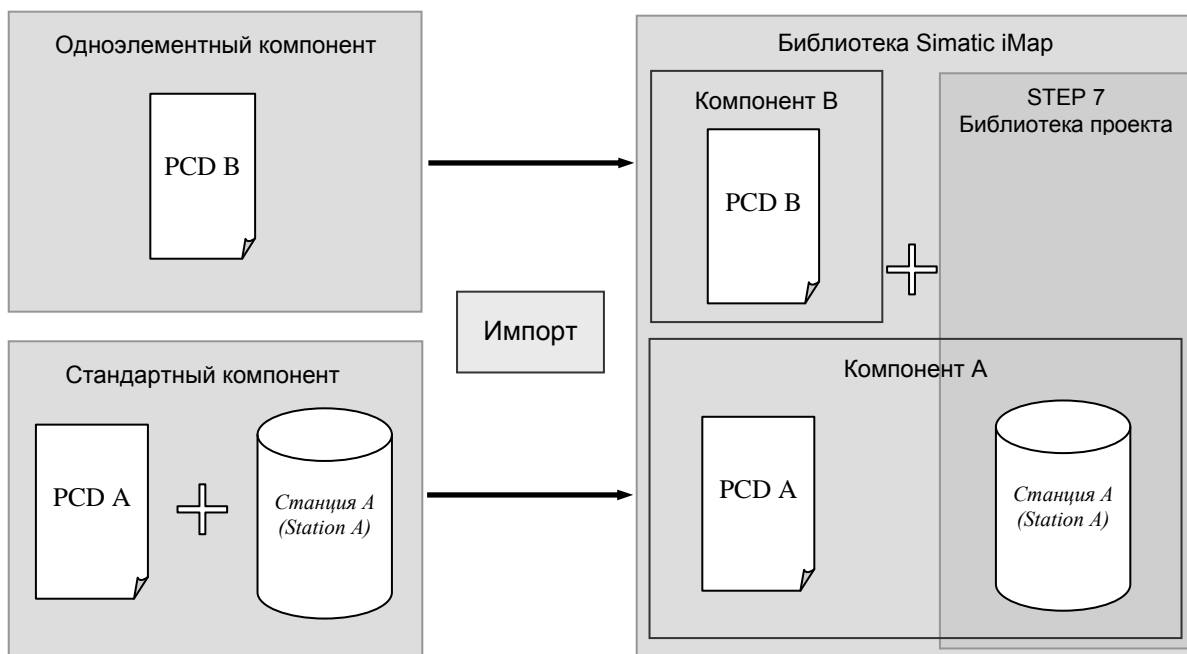 Одноэлементный компонент
PCD B
Стандартный компонент
PCD A
Станция A
(Station A)
Импорт
Библиотека Simatic iMap
Компонент B
PCD B
STEP 7
Библиотека проекта
Компонент A
PCD A
Станция A
(Station A)